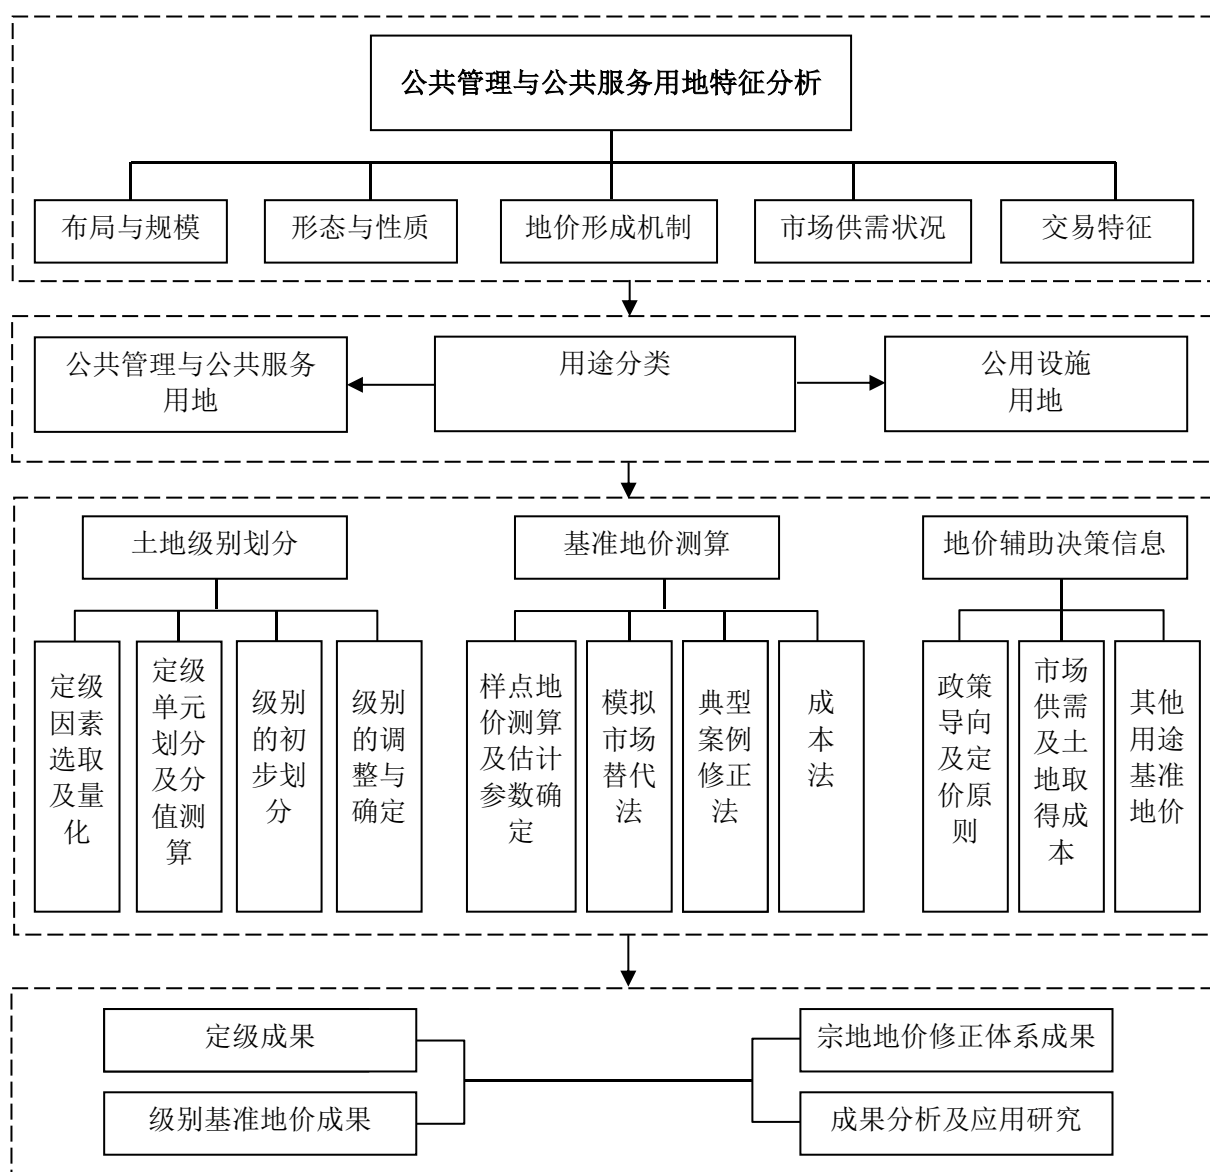 公共管理与公共服务用地特征分析
布局与规模
形态与性质
地价形成机制
市场供需状况
交易特征
公共管理与公共服务
用地
用途分类
公用设施
用地
土地级别划分
基准地价测算
地价辅助决策信息
定级
因素
选取
及量
化
定级
单元
划分
及分
值测
算
级别
的初
步划
分
级别
的调
整与
确定
样点地
价测算
及估计
参数确
定
模拟
市场
替代
法
典型
案例
修正
法
成
本
法
政策
导向
及定
价原
则
市场
供需
及土
地取
得成
本
其他
用途
基准
地价
定级成果
级别基准地价成果
宗地地价修正体系成果
成果分析及应用研究